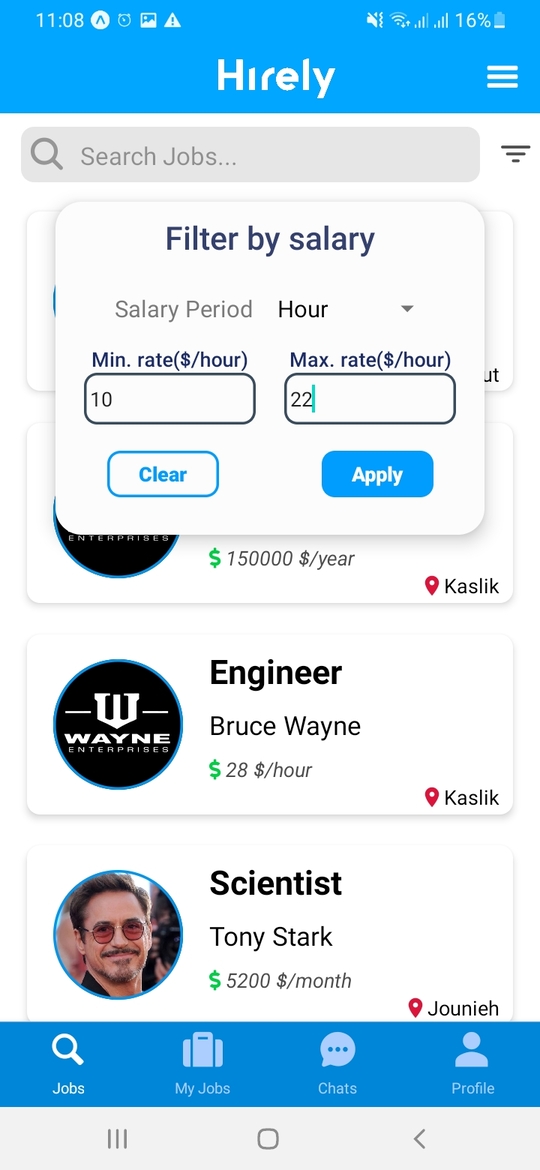 11:08
16%
Hırely
Search Jobs...
Filter by salary
Salary Period Hour
Min. rate($/hour) Max. rate($/hour)
ut
10 22
Clear Apply
ENTERPRISES
$ 150000 $/year
Kaslik
Engineer
W
WAYNE
ENTERPRISES
Bruce Wayne
$ 28 $/hour
Kaslik
Scientist
Tony Stark
$ 5200 $/month
Jounieh
Jobs My Jobs Chats Profile